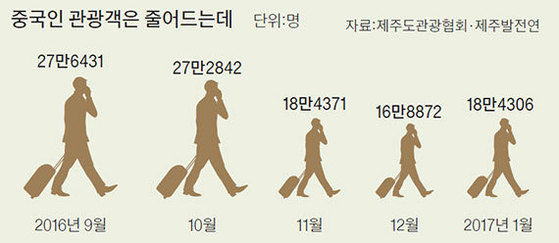 중국인 관광객은 줄어드는데 단위:명 자료:제주도관광협회·제주발전연
27만6431 27만2842 18만4371 16만8872 18만4306
2016년 9월 10월 11월 12월 2017년 1월